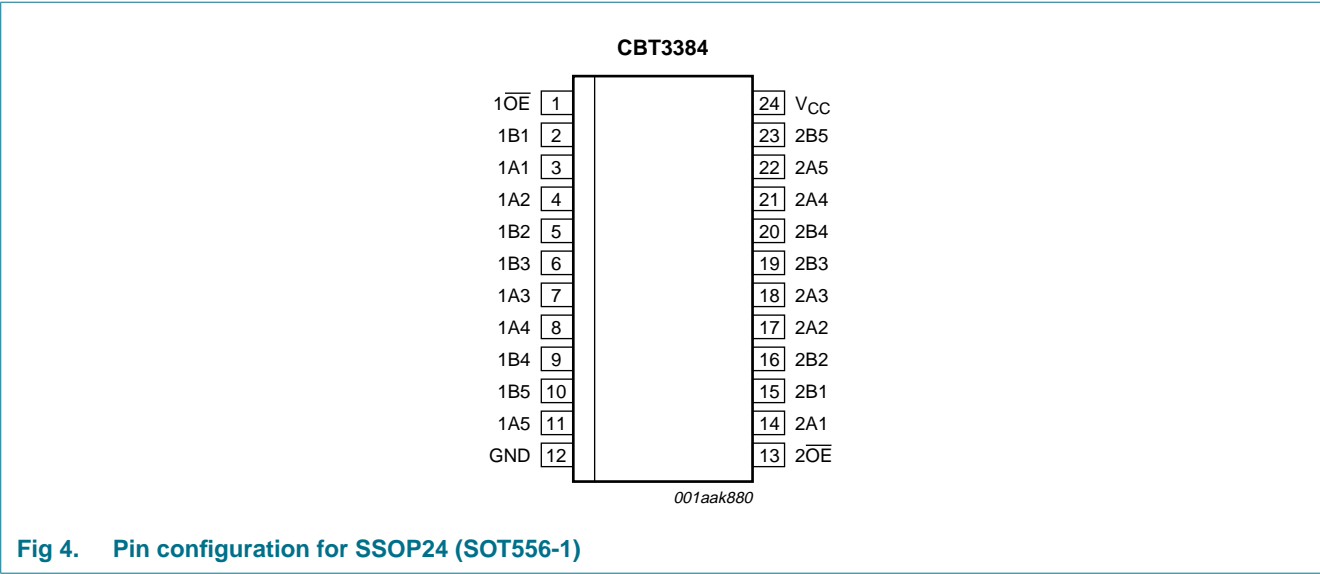 CBT3384
1O̅E̅ 1 24 VCC
1B1 2 23 2B5
1A1 3 22 2A5
1A2 4 21 2A4
1B2 5 20 2B4
1B3 6 19 2B3
1A3 7 18 2A3
1A4 8 17 2A2
1B4 9 16 2B2
1B5 10 15 2B1
1A5 11 14 2A1
GND 12 13 2O̅E̅
001aak880
Fig 4. Pin configuration for SSOP24 (SOT556-1)